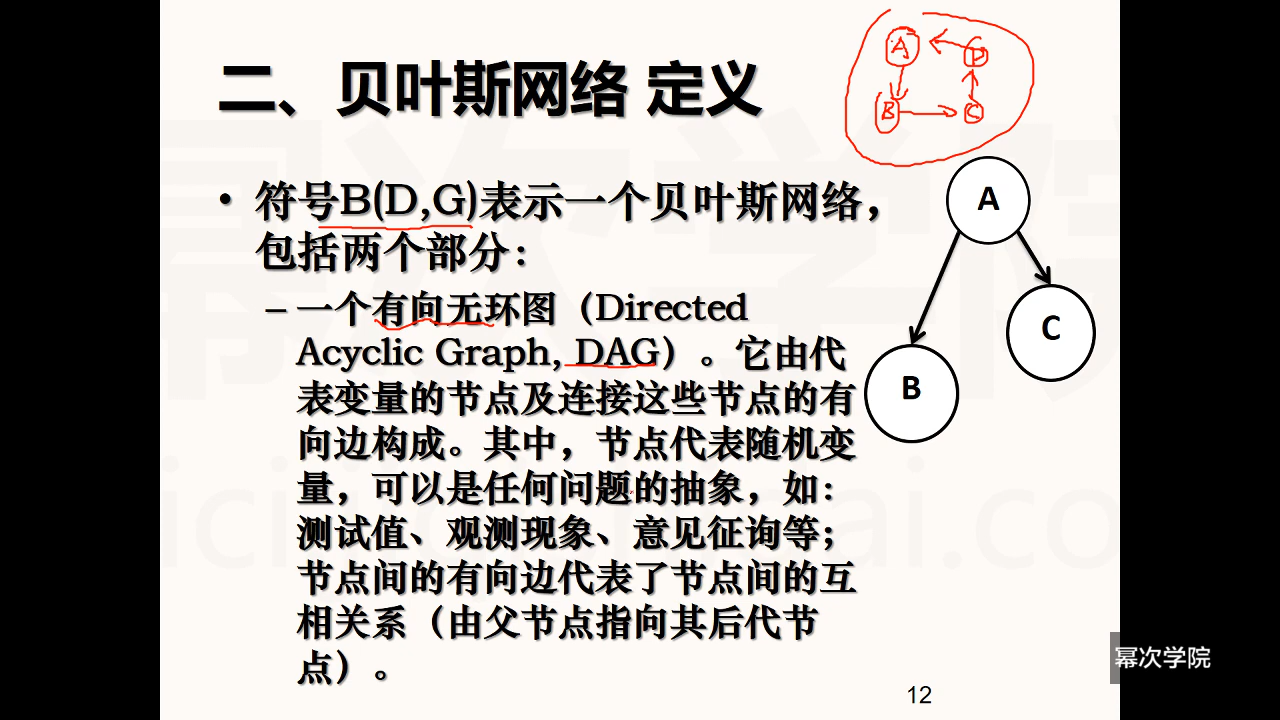 二、贝叶斯网络 定义
A
D
B
C
• 符号B(D,G)表示一个贝叶斯网络，
包括两个部分：
– 一个有向无环图（Directed
Acyclic Graph, DAG）。它由代
表变量的节点及连接这些节点的有
向边构成。其中，节点代表随机变
量，可以是任何问题的抽象，如：
测试值、观测现象、意见征询等；
节点间的有向边代表了节点间的互
相关系（由父节点指向其后代节
点）。
A
C
B
幂次学院
12